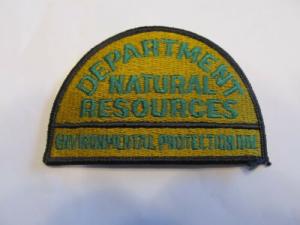 DEPARTMENT
NATURAL
RESOURCES
ENVIRONMENTAL PROTECTION DIV.